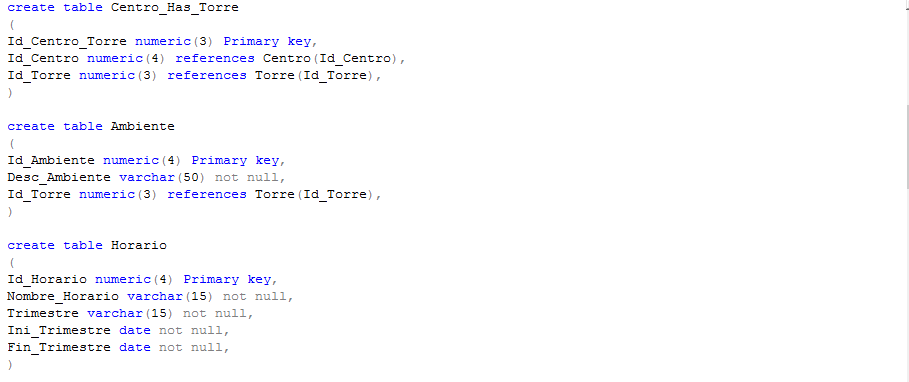 create table Centro_Has_Torre
(
Id_Centro_Torre numeric(3) Primary key,
Id_Centro numeric(4) references Centro(Id_Centro),
Id_Torre numeric(3) references Torre(Id_Torre),
)
create table Ambiente
(
Id_Ambiente numeric(4) Primary key,
Desc_Ambiente varchar(50) not null,
Id_Torre numeric(3) references Torre(Id_Torre),
)
create table Horario
(
Id_Horario numeric(4) Primary key,
Nombre_Horario varchar(15) not null,
Trimestre varchar(15) not null,
Ini_Trimestre date not null,
Fin_Trimestre date not null,
)